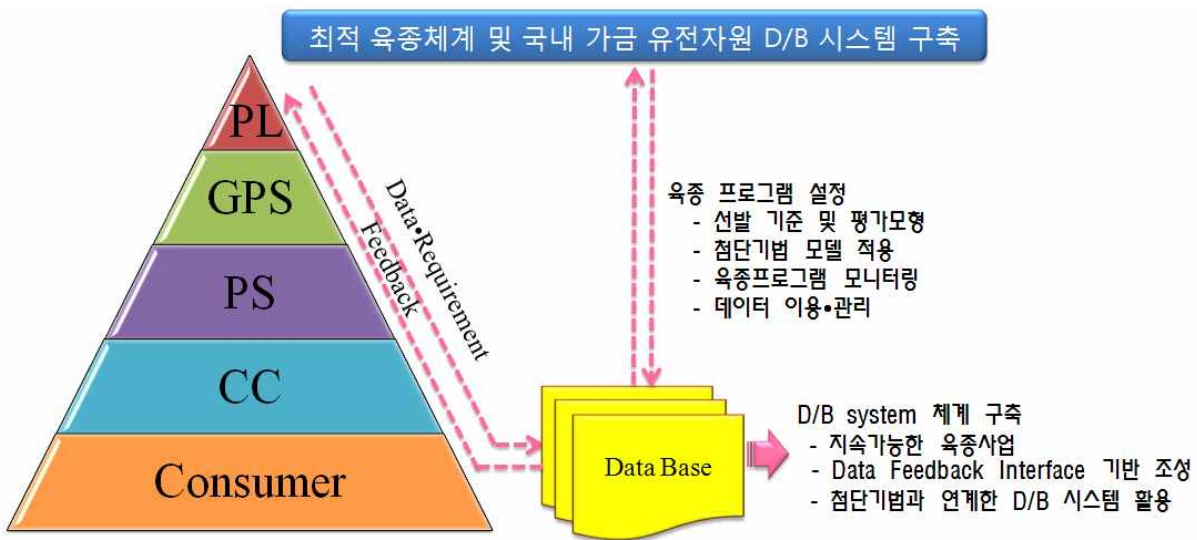 최적 육종체계 및 국내 가금 유전자원 D/B 시스템 구축
PL
GPS
PS
CC
Consumer
Data•Requirement
Feedback
육종 프로그램 설정
- 선발 기준 및 평가모형
- 첨단기법 모델 적용
- 육종프로그램 모니터링
- 데이터 이용•관리
Data Base
D/B system 체계 구축
- 지속가능한 육종사업
- Data Feedback Interface 기반 조성
- 첨단기법과 연계한 D/B 시스템 활용